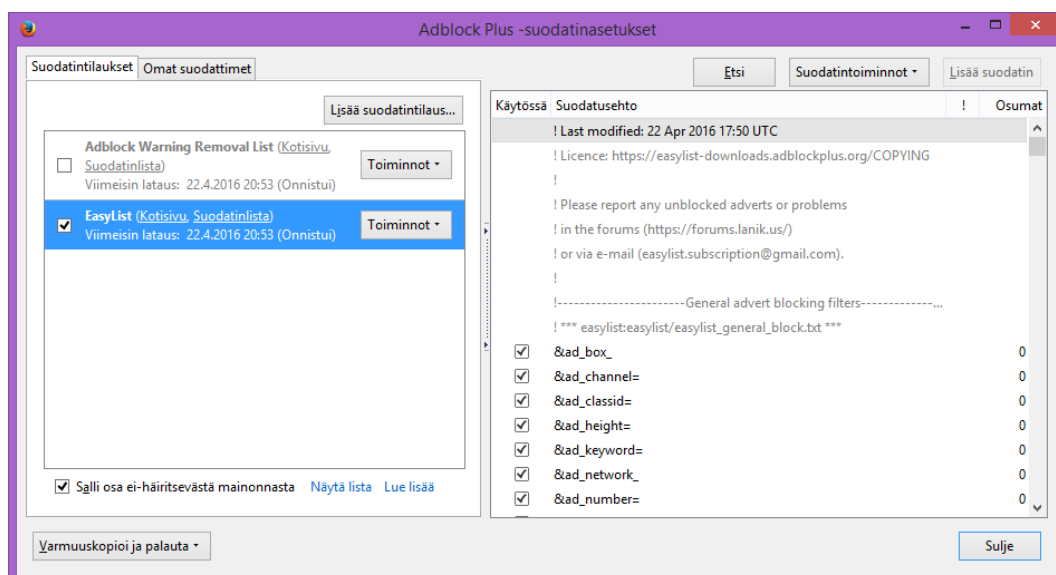 Adblock Plus -suodatinasetukset
Suodatintilaukset Omat suodattimet
Etsi Suodatintoiminnot Lisää suodatin
Lisää suodatintilaus...
Adblock Warning Removal List (Kotisivu, Suodatinlista)
Viimeisin lataus: 22.4.2016 20:53 (Onnistui)
Toiminnot
EasyList (Kotisivu, Suodatinlista)
Viimeisin lataus: 22.4.2016 20:53 (Onnistui)
Toiminnot
Salli osa ei-häiritsevästä mainonnasta Näytä lista Lue lisää
Käytössä Suodatusehto ! Osumat
! Last modified: 22 Apr 2016 17:50 UTC
! Licence: https://easylist-downloads.adblockplus.org/COPYING
!
! Please report any unblocked adverts or problems
! in the forums (https://forums.lanik.us/)
! or via e-mail (easylist.subscription@gmail.com).
!
!-----------------------General advert blocking filters-------------...
! *** easylist:easylist/easylist_general_block.txt ***
&ad_box_ 0
&ad_channel= 0
&ad_classid= 0
&ad_height= 0
&ad_keyword= 0
&ad_network_ 0
&ad_number= 0
Varmuuskopioi ja palauta
Sulje